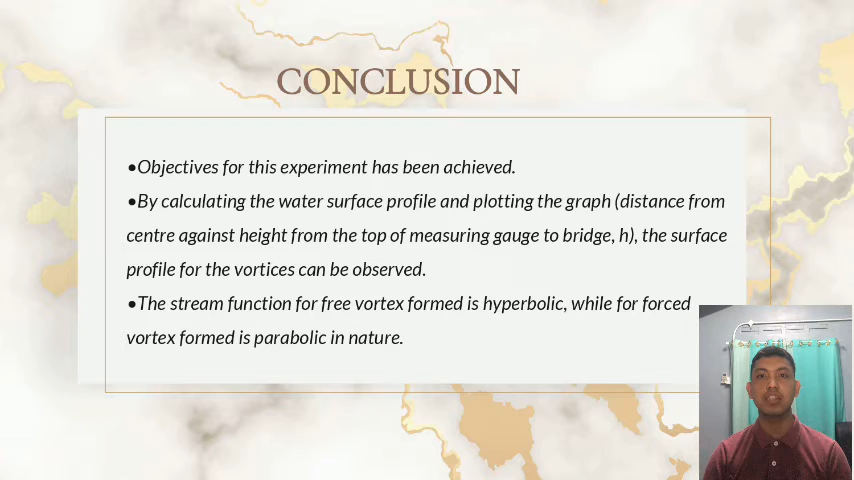 CONCLUSION
•Objectives for this experiment has been achieved.
•By calculating the water surface profile and plotting the graph (distance from
centre against height from the top of measuring gauge to bridge, h), the surface
profile for the vortices can be observed.
•The stream function for free vortex formed is hyperbolic, while for forced
vortex formed is parabolic in nature.